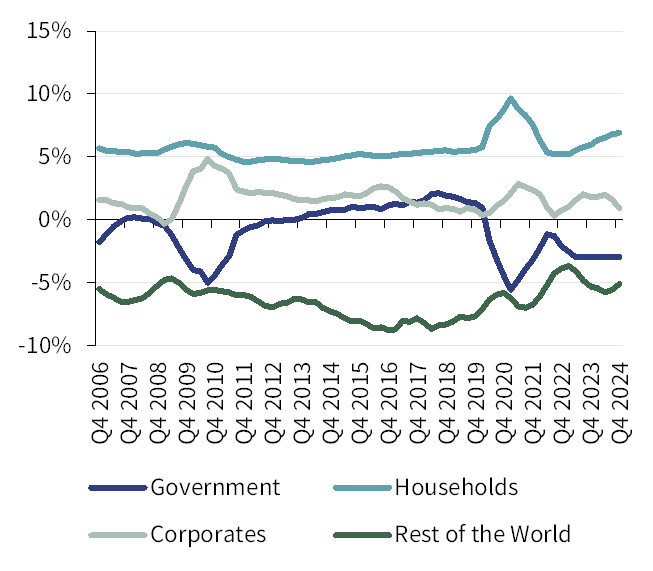 15%
10%
5%
0%
-5%
-10%
Q4 2006
Q4 2007
Q4 2008
Q4 2009
Q4 2010
Q4 2011
Q4 2012
Q4 2013
Q4 2014
Q4 2015
Q4 2016
Q4 2017
Q4 2018
Q4 2019
Q4 2020
Q4 2021
Q4 2022
Q4 2023
Q4 2024
Government
Households
Corporates
Rest of the World